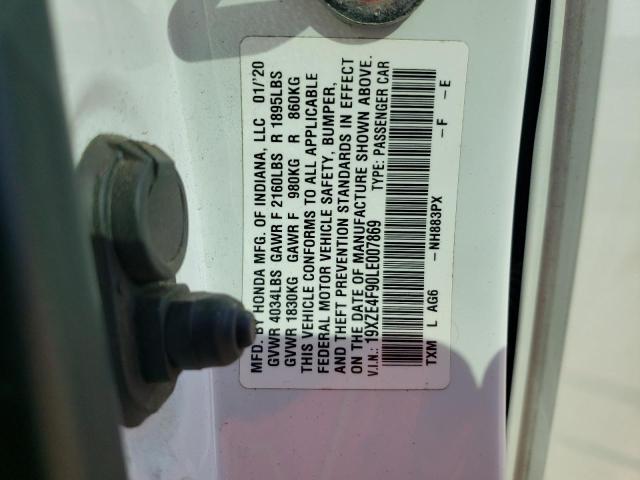 MFD. BY HONDA MFG. OF INDIANA, LLC 01/'20
GVWR 4034LBS GAWR F 2160LBS R 1895LBS
GVWR 1830KG GAWR F 980KG R 860KG
THIS VEHICLE CONFORMS TO ALL APPLICABLE
FEDERAL MOTOR VEHICLE SAFETY, BUMPER,
AND THEFT PREVENTION STANDARDS IN EFFECT
ON THE DATE OF MANUFACTURE SHOWN ABOVE.
V.I.N.: 19XZE4F90LE007869 TYPE: PASSENGER CAR
TXM L AG6 -NH883PX -F -E